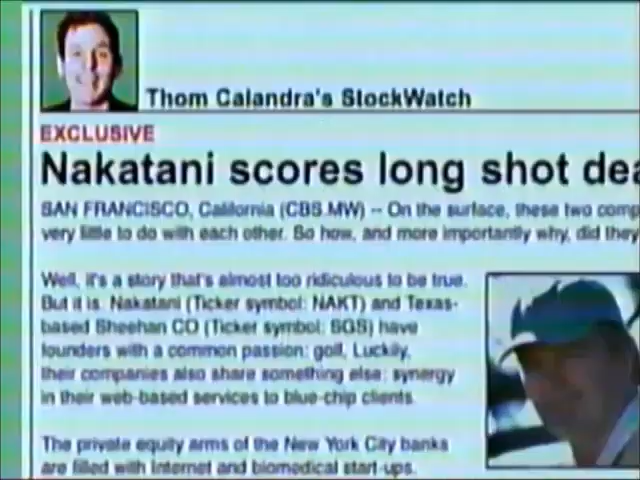 Thom Calandra's StockWatch
EXCLUSIVE
Nakatani scores long shot dea
SAN FRANCISCO, California (CBS.MW) -- On the surface, these two comp
very little to do with each other. So how, and more importantly why, did they
Well, it's a story that's almost too ridiculous to be true.
But it is. Nakatani (Ticker symbol: NAKT) and Texas-
based Sheehan CO (Ticker symbol: SGS) have
founders with a common passion: golf, Luckily,
their companies also share something else: synergy
in their web-based services to blue-chip clients.
The private equity arms of the New York City banks
are filled with Internet and biomedical start-ups.